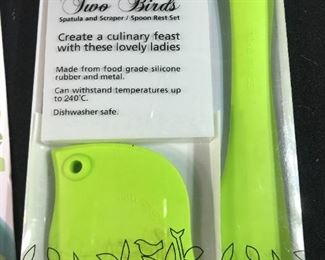 Two Birds
Spatula and Scraper / Spoon Rest Set
Create a culinary feast
with these lovely ladies
Made from food grade silicone
rubber and metal.
Can withstand temperatures up
to 240°C.
Dishwasher safe.